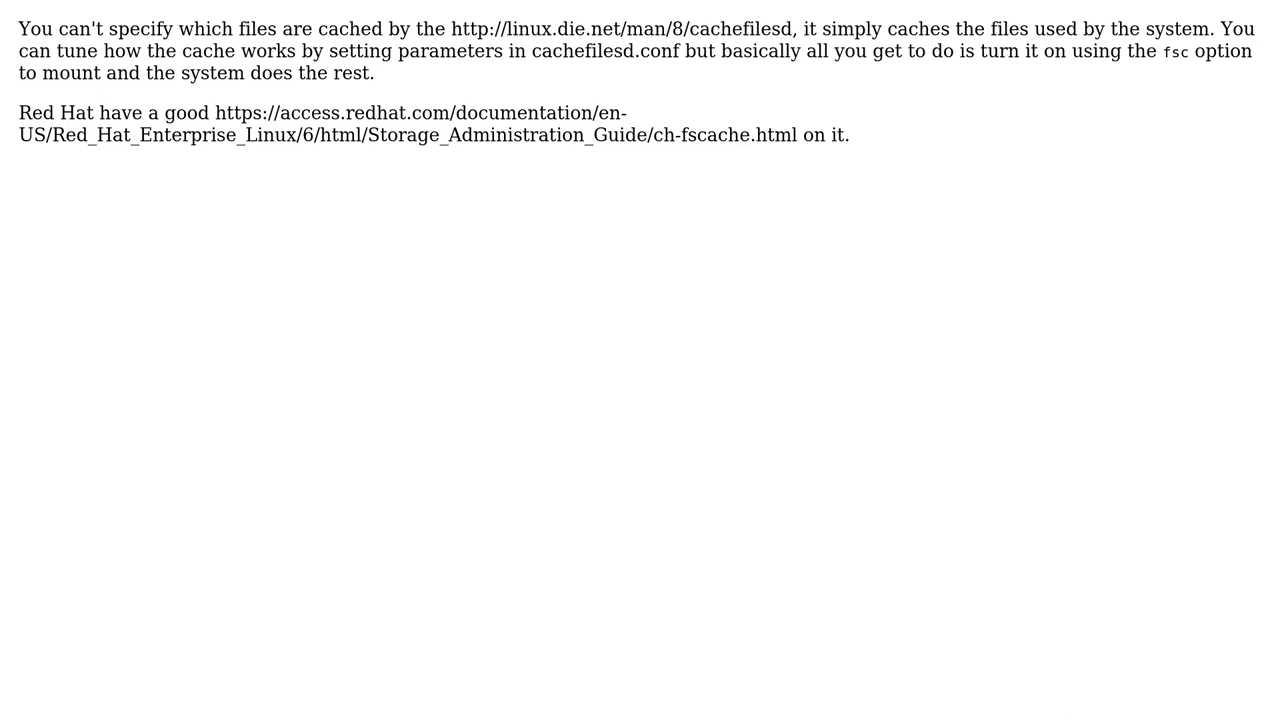 You can't specify which files are cached by the http://linux.die.net/man/8/cachefilesd, it simply caches the files used by the system. You
can tune how the cache works by setting parameters in cachefilesd.conf but basically all you get to do is turn it on using the fsc option
to mount and the system does the rest.
Red Hat have a good https://access.redhat.com/documentation/en-
US/Red_Hat_Enterprise_Linux/6/html/Storage_Administration_Guide/ch-fscache.html on it.